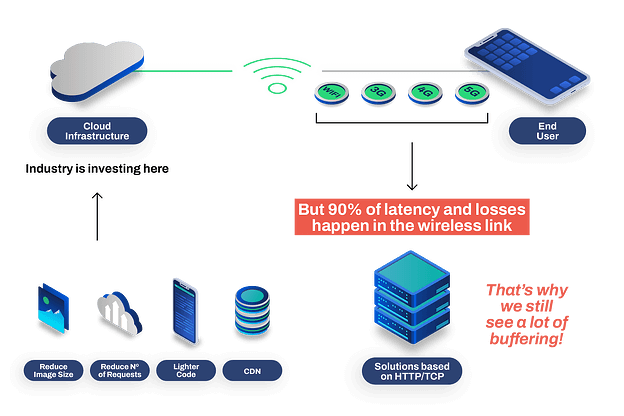 Cloud
Infrastructure
WIFI
3G
4G
5G
End
User
Industry is investing here
But 90% of latency and losses
happen in the wireless link
That's why
we still
see a lot of
buffering!
Reduce
Image Size
Reduce Nº
of Requests
Lighter
Code
CDN
Solutions based
on HTTP/TCP